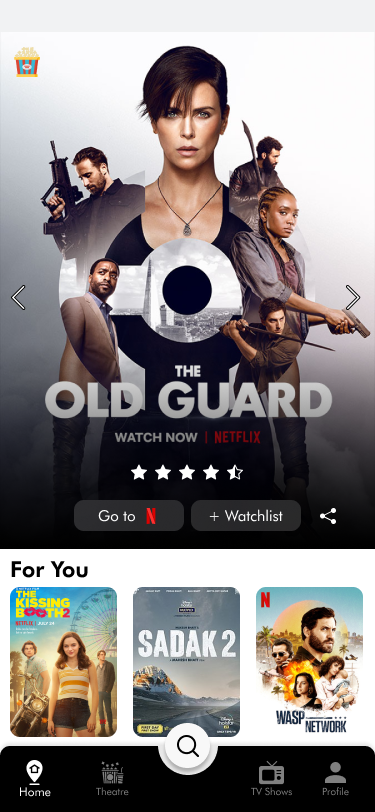 THE
OLD GUARD
WATCH NOW | NETFLIX
Go to N
+ Watchlist
For You
THE
KISSING
BOOTH 2
NETFLIX | JULY 24
SADAK 2
N
WASP
NETWORK
Home
Theatre
TV Shows
Profile